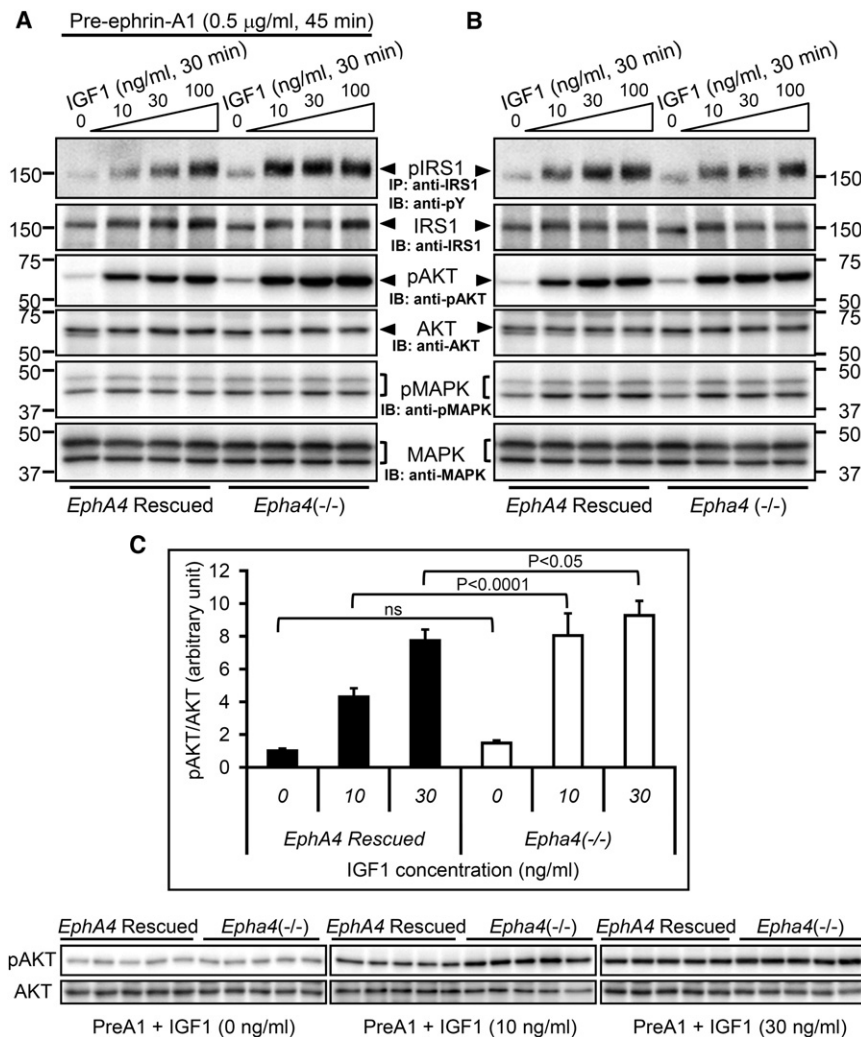 A
B
Pre-ephrin-A1 (0.5 μg/ml, 45 min)
IGF1 (ng/ml, 30 min)
0 10 30 100
IGF1 (ng/ml, 30 min)
0 10 30 100
IGF1 (ng/ml, 30 min)
0 10 30 100
IGF1 (ng/ml, 30 min)
0 10 30 100
150 pIRS1 150
IP: anti-IRS1
IB: anti-pY
150 IRS1 150
IB: anti-IRS1
75 75
pAKT
50 IB: anti-pAKT 50
75 75
AKT
50 IB: anti-AKT 50
50 50
pMAPK
37 IB: anti-pMAPK 37
50 50
MAPK
37 IB: anti-MAPK 37
EphA4 Rescued Epha4(-/-) EphA4 Rescued Epha4 (-/-)
C
pAKT/AKT (arbitrary unit)
12
10
8
6
4
2
0
P<0.05
P<0.0001
ns
0 10 30 0 10 30
EphA4 Rescued Epha4(-/-)
IGF1 concentration (ng/ml)
EphA4 Rescued Epha4(-/-) EphA4 Rescued Epha4(-/-) EphA4 Rescued Epha4(-/-)
pAKT
AKT
PreA1 + IGF1 (0 ng/ml) PreA1 + IGF1 (10 ng/ml) PreA1 + IGF1 (30 ng/ml)